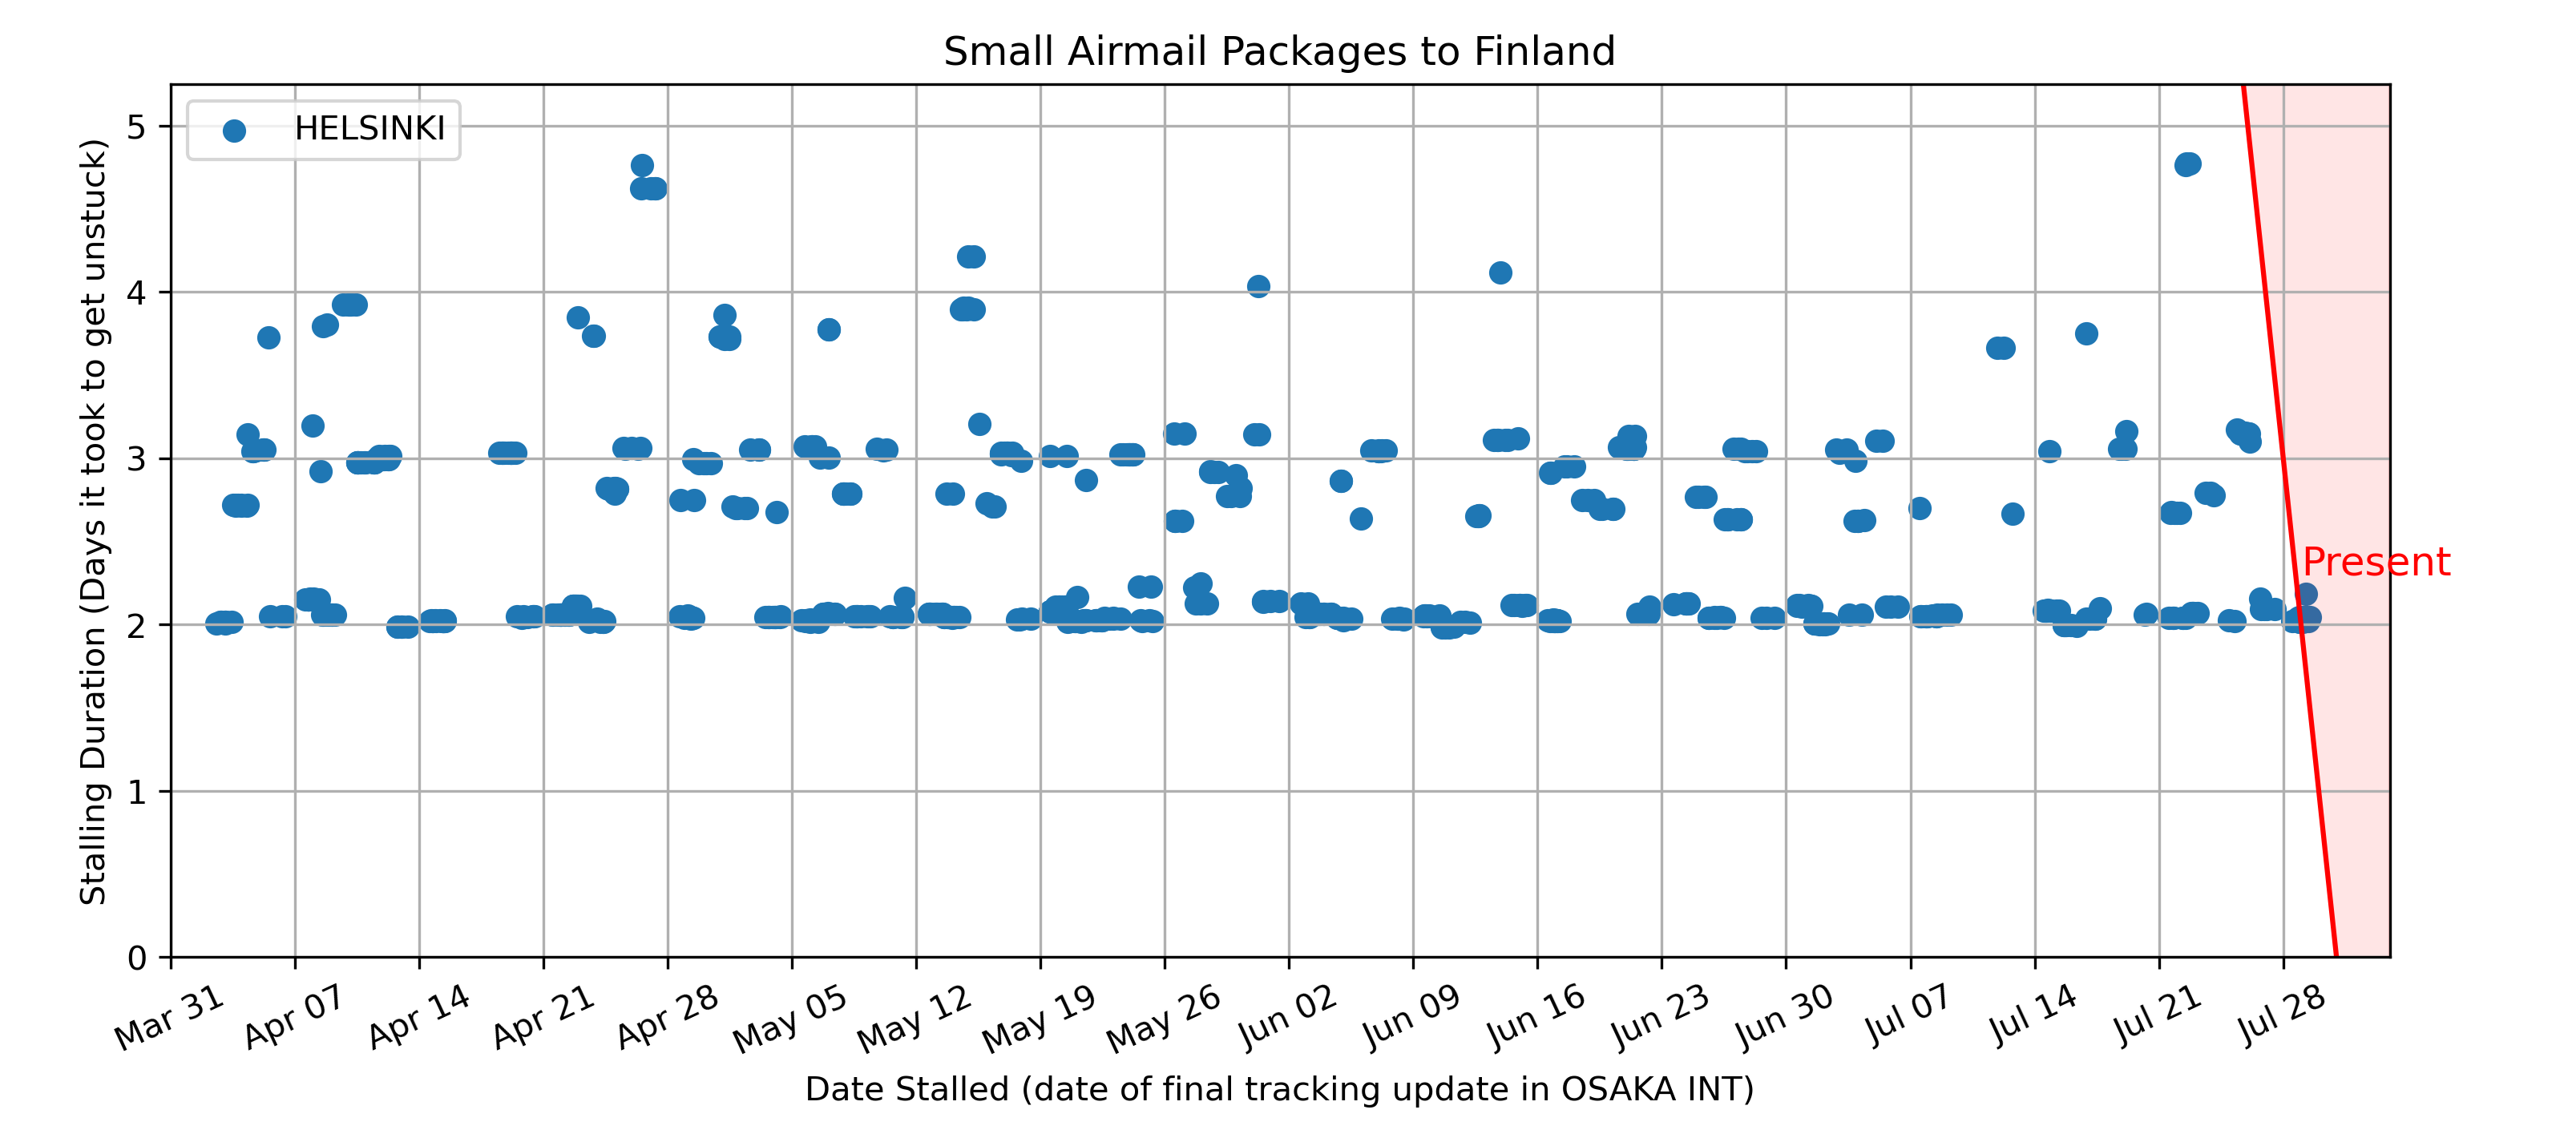 Small Airmail Packages to Finland
HELSINKI
Stalling Duration (Days it took to get unstuck)
5
4
3
2
1
0
Present
Mar 31
Apr 07
Apr 14
Apr 21
Apr 28
May 05
May 12
May 19
May 26
Jun 02
Jun 09
Jun 16
Jun 23
Jun 30
Jul 07
Jul 14
Jul 21
Jul 28
Date Stalled (date of final tracking update in OSAKA INT)